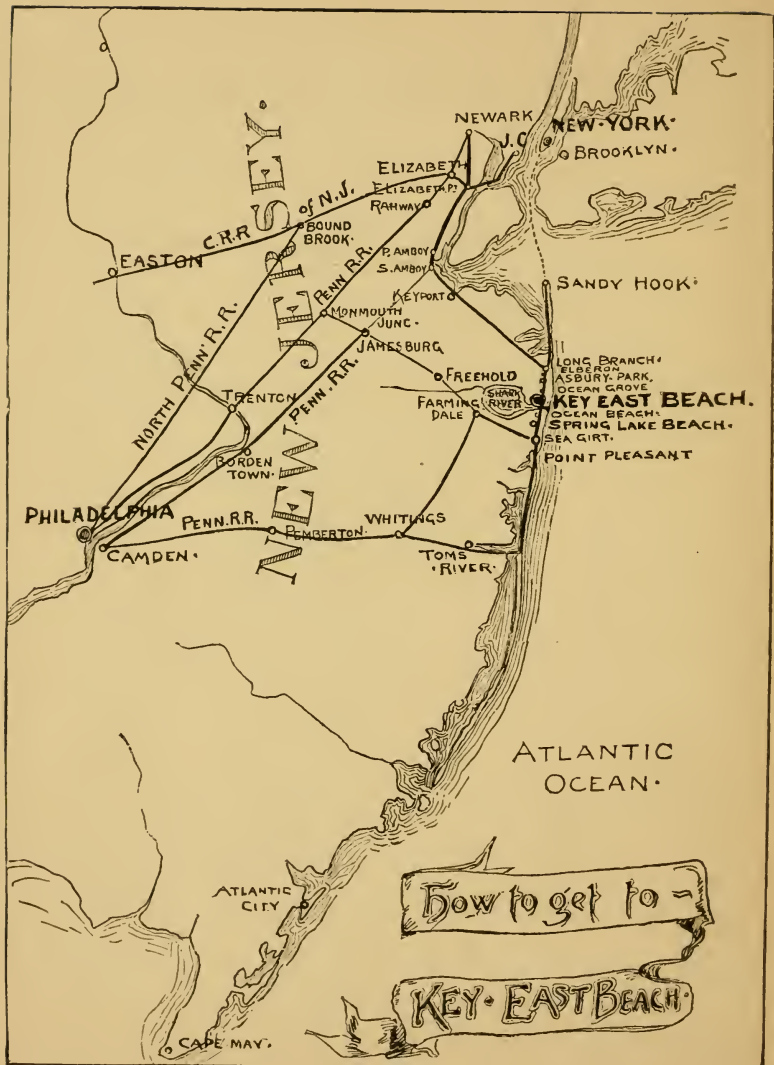 NEWARK
J.C
NEW·YORK·
BROOKLYN·
ELIZABETH
ELIZABETHPT
RAHWAY
NEW JERSEY.
C.R.R of N.J.
BOUND
BROOK.
EASTON
P. AMBOY
S. AMBOY
KEYPORT
SANDY HOOK·
PENN R.R.
MONMOUTH
JUNC.
JAMESBURG
NORTH PENN' R.R.
FREEHOLD
LONG BRANCH·
ELBERON
ASBURY·PARK,
OCEAN GROVE
KEY EAST BEACH.
OCEAN BEACH·
SPRING LAKE BEACH·
SEA GIRT.
POINT PLEASANT
SHARK
RIVER
FARMING
DALE
TRENTON
PENN. RR.
BORDEN
TOWN·
PHILADELPHIA
CAMDEN·
PENN.RR.
PEMBERTON·
WHITINGS
TOMS
RIVER·
ATLANTIC
OCEAN·
ATLANTIC
CITY
CAPE MAY·
How to get to ~
KEY· EAST BEACH·